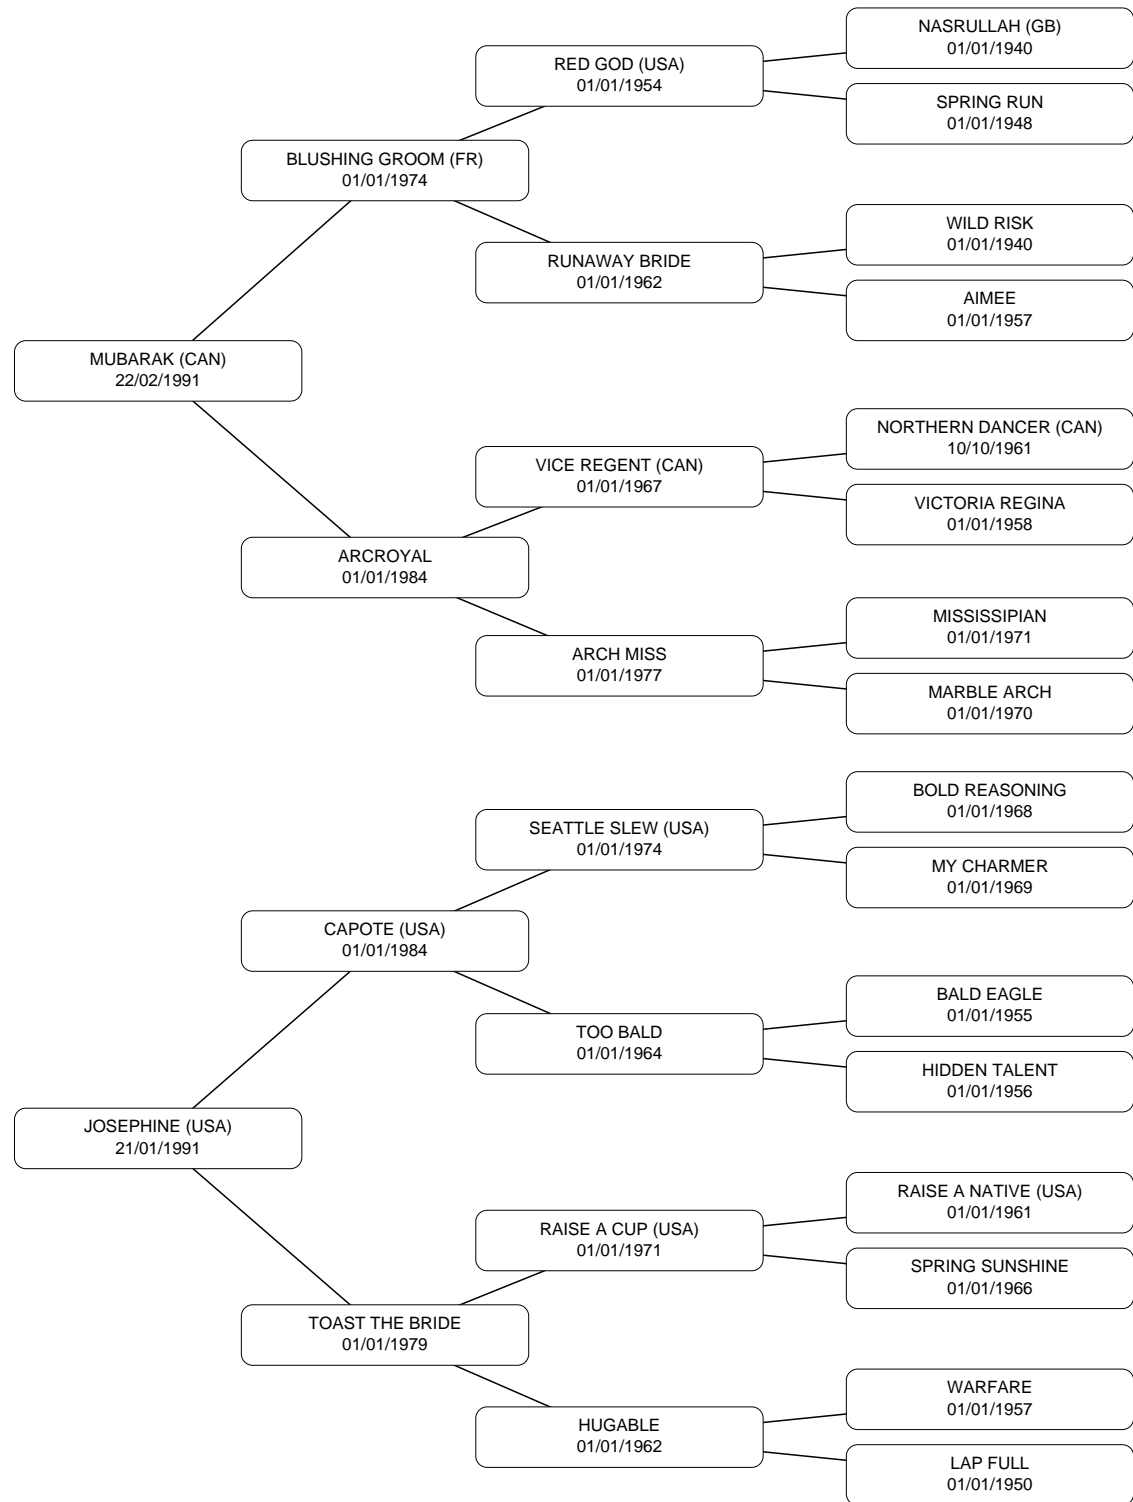 NASRULLAH (GB)
01/01/1940
RED GOD (USA)
01/01/1954
SPRING RUN
01/01/1948
BLUSHING GROOM (FR)
01/01/1974
WILD RISK
01/01/1940
RUNAWAY BRIDE
01/01/1962
AIMEE
01/01/1957
MUBARAK (CAN)
22/02/1991
NORTHERN DANCER (CAN)
10/10/1961
VICE REGENT (CAN)
01/01/1967
VICTORIA REGINA
01/01/1958
ARCROYAL
01/01/1984
MISSISSIPIAN
01/01/1971
ARCH MISS
01/01/1977
MARBLE ARCH
01/01/1970
BOLD REASONING
01/01/1968
SEATTLE SLEW (USA)
01/01/1974
MY CHARMER
01/01/1969
CAPOTE (USA)
01/01/1984
BALD EAGLE
01/01/1955
TOO BALD
01/01/1964
HIDDEN TALENT
01/01/1956
JOSEPHINE (USA)
21/01/1991
RAISE A NATIVE (USA)
01/01/1961
RAISE A CUP (USA)
01/01/1971
SPRING SUNSHINE
01/01/1966
TOAST THE BRIDE
01/01/1979
WARFARE
01/01/1957
HUGABLE
01/01/1962
LAP FULL
01/01/1950